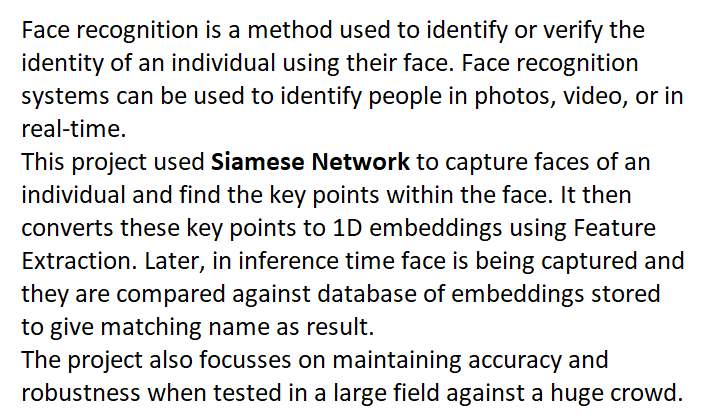 Face recognition is a method used to identify or verify the
identity of an individual using their face. Face recognition
systems can be used to identify people in photos, video, or in
real-time.
This project used Siamese Network to capture faces of an
individual and find the key points within the face. It then
converts these key points to 1D embeddings using Feature
Extraction. Later, in inference time face is being captured and
they are compared against database of embeddings stored
to give matching name as result.
The project also focusses on maintaining accuracy and
robustness when tested in a large field against a huge crowd.